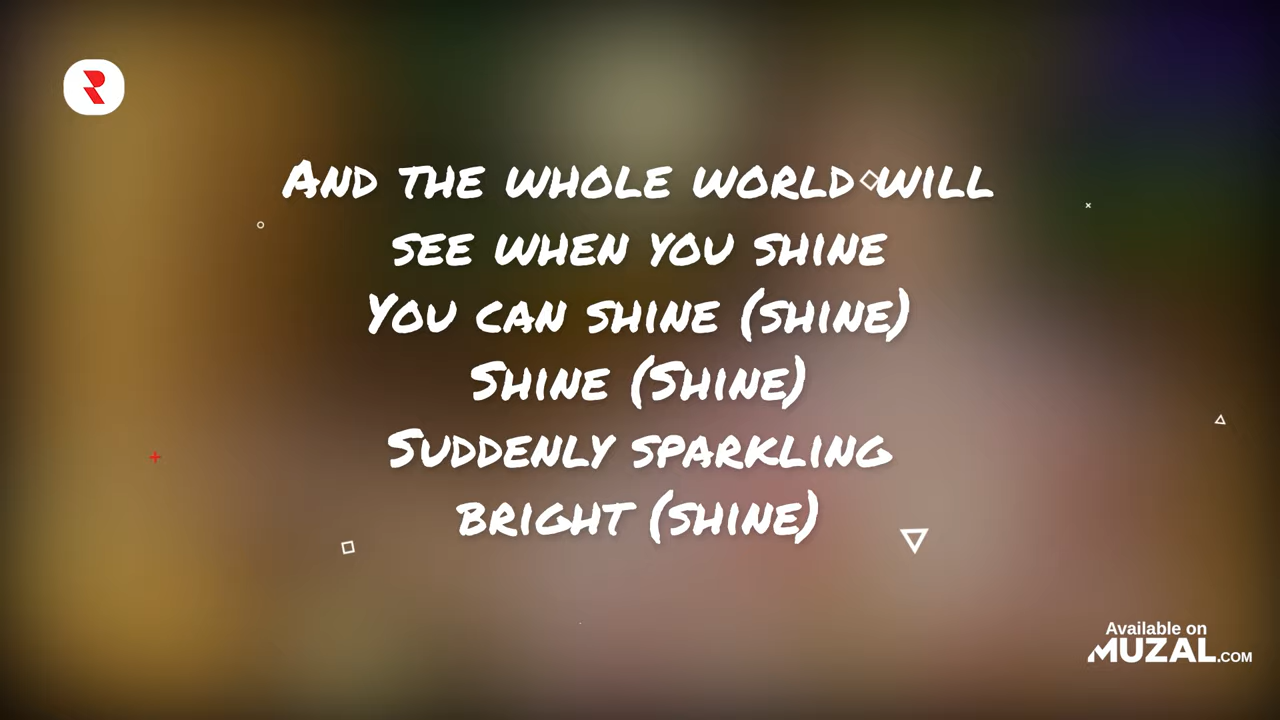 And the whole world will
see when you shine
You can shine (shine)
Shine (Shine)
Suddenly sparkling
bright (shine)
Available on
MUZAL.COM